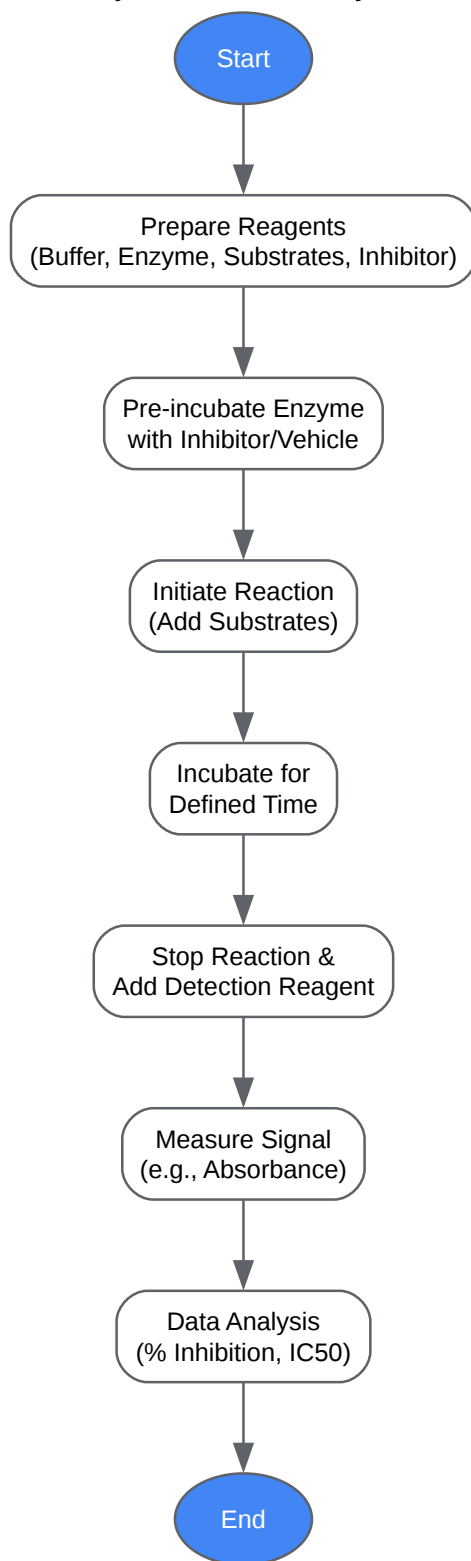 Start
Prepare Reagents
(Buffer, Enzyme, Substrates, Inhibitor)
Pre-incubate Enzyme
with Inhibitor/Vehicle
Initiate Reaction
(Add Substrates)
Incubate for
Defined Time
Stop Reaction &
Add Detection Reagent
Measure Signal
(e.g., Absorbance)
Data Analysis
(% Inhibition, IC50)
End